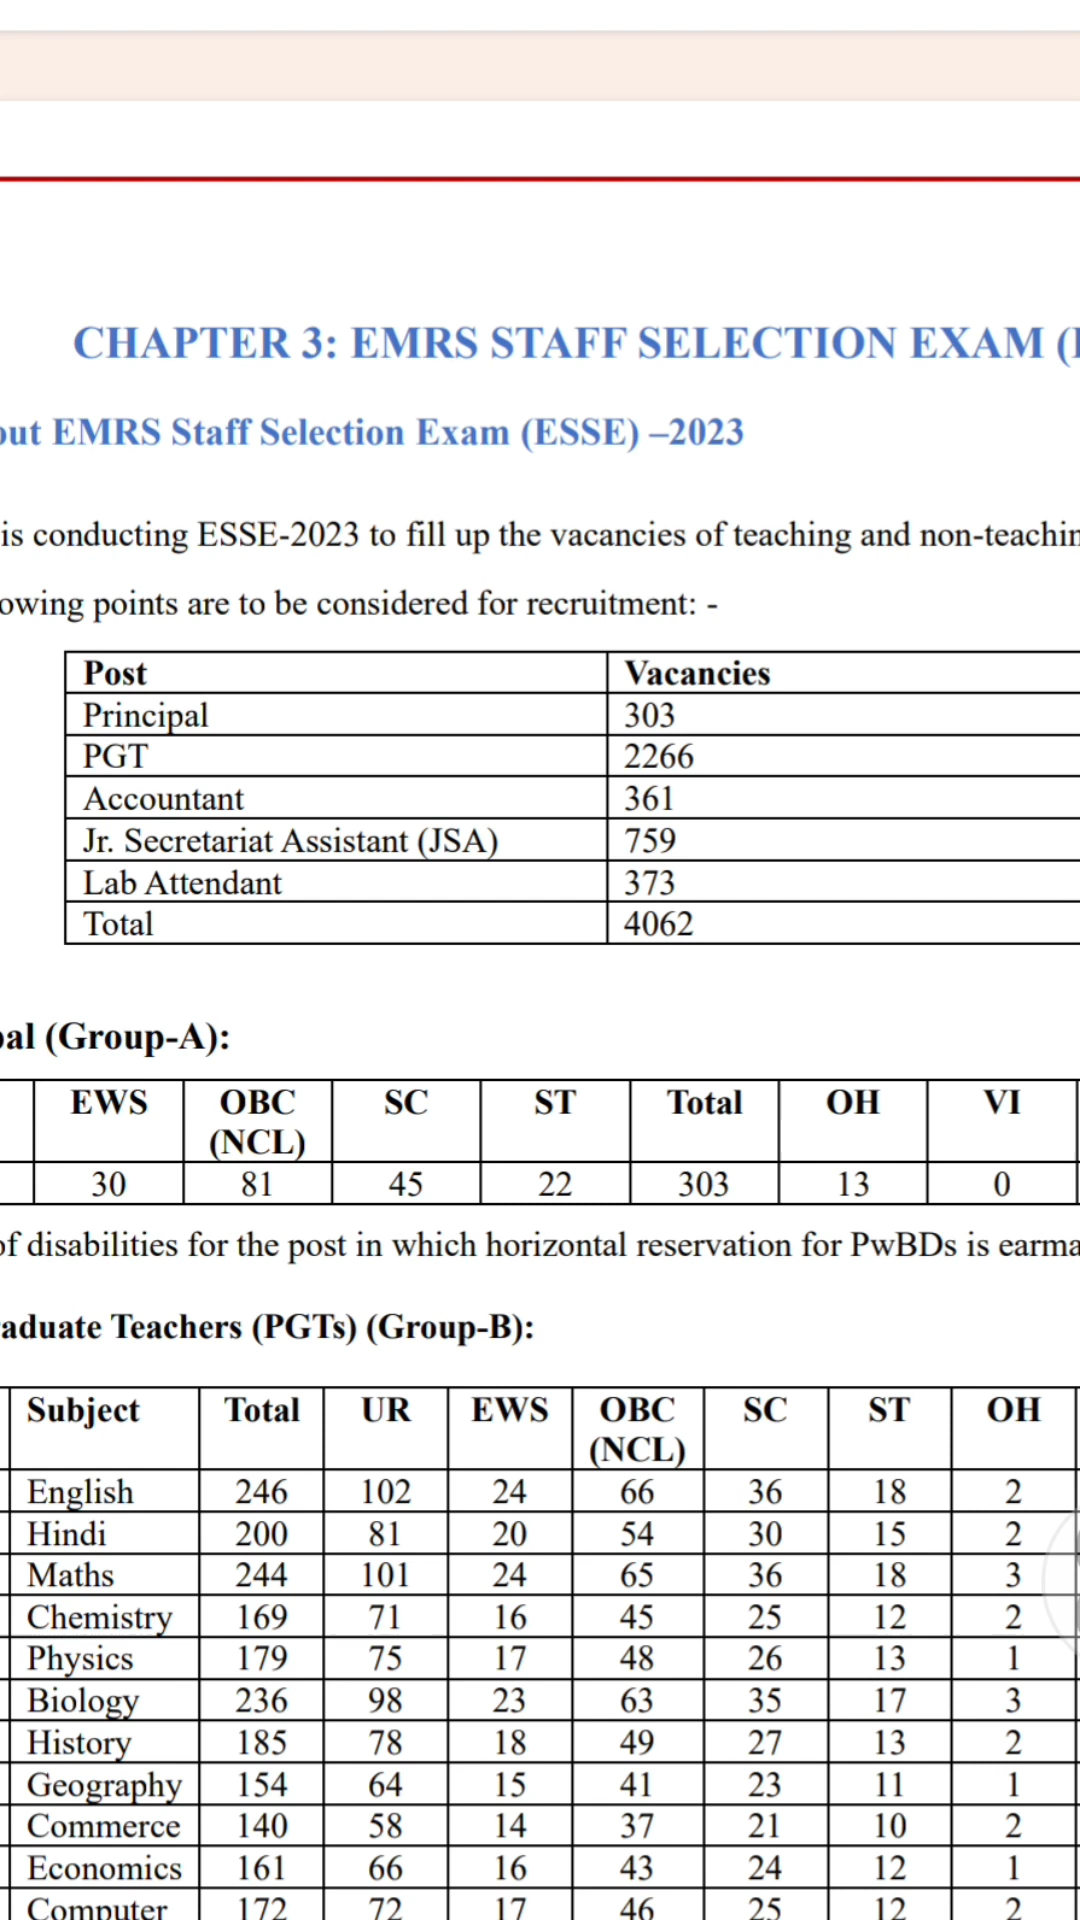 CHAPTER 3: EMRS STAFF SELECTION EXAM (
out EMRS Staff Selection Exam (ESSE) –2023
is conducting ESSE-2023 to fill up the vacancies of teaching and non-teachin
owing points are to be considered for recruitment: -
Post Vacancies
Principal 303
PGT 2266
Accountant 361
Jr. Secretariat Assistant (JSA) 759
Lab Attendant 373
Total 4062
pal (Group-A):
EWS OBC (NCL) SC ST Total OH VI
30 81 45 22 303 13 0
of disabilities for the post in which horizontal reservation for PwBDs is earma
aduate Teachers (PGTs) (Group-B):
Subject Total UR EWS OBC (NCL) SC ST OH
English 246 102 24 66 36 18 2
Hindi 200 81 20 54 30 15 2
Maths 244 101 24 65 36 18 3
Chemistry 169 71 16 45 25 12 2
Physics 179 75 17 48 26 13 1
Biology 236 98 23 63 35 17 3
History 185 78 18 49 27 13 2
Geography 154 64 15 41 23 11 1
Commerce 140 58 14 37 21 10 2
Economics 161 66 16 43 24 12 1
Computer 172 72 17 46 25 12 2